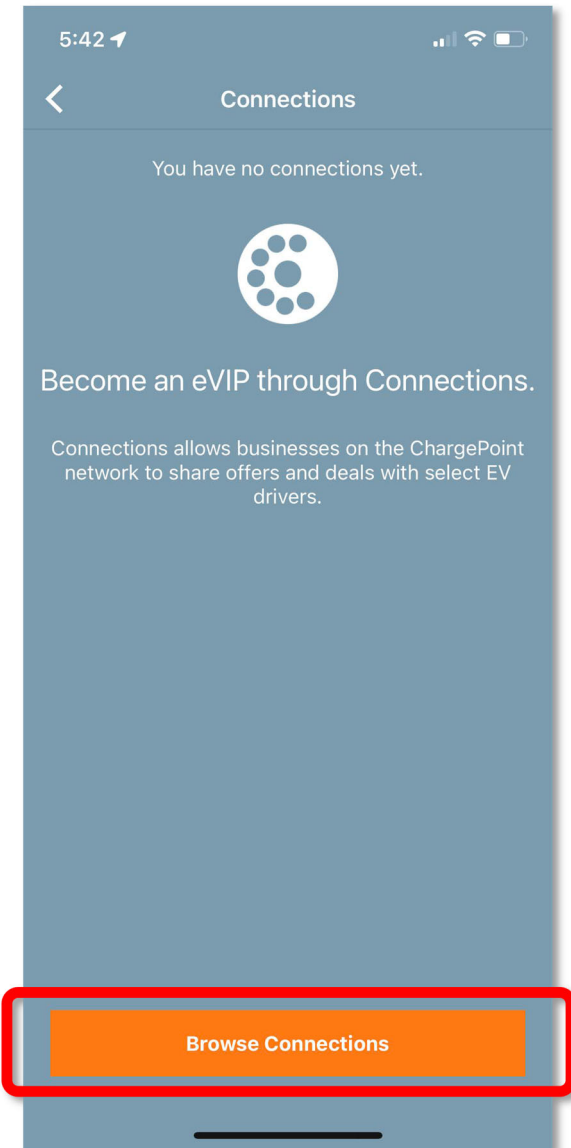 5:42
Connections
You have no connections yet.
Become an eVIP through Connections.
Connections allows businesses on the ChargePoint
network to share offers and deals with select EV
drivers.
Browse Connections